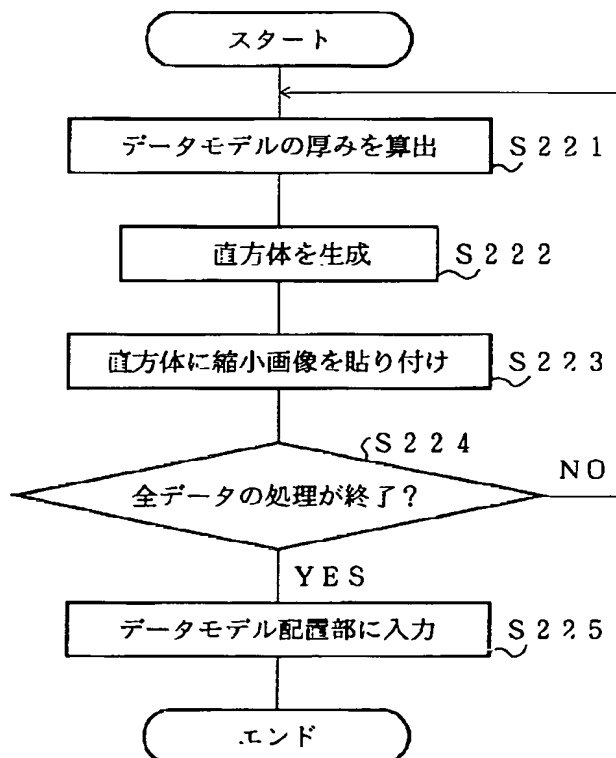 スタート
データモデルの厚みを算出
S221
直方体を生成
S222
直方体に縮小画像を貼り付け
S223
S224
全データの処理が終了?
NO
YES
データモデル配置部に入力
S225
エンド